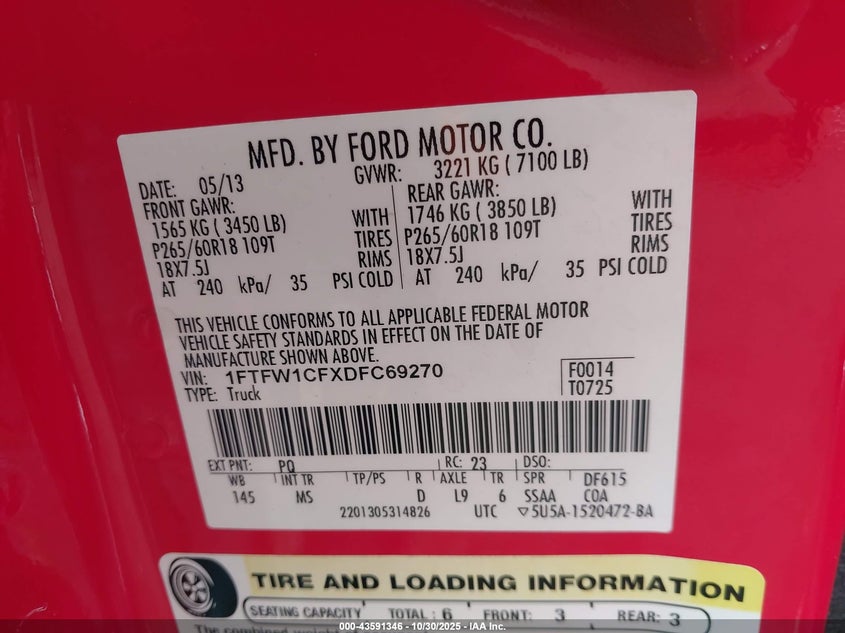 MFD. BY FORD MOTOR CO.
DATE: 05/13 GVWR: 3221 KG ( 7100 LB)
FRONT GAWR: REAR GAWR:
1565 KG ( 3450 LB) WITH 1746 KG ( 3850 LB) WITH
P265/60R18 109T TIRES P265/60R18 109T TIRES
18X7.5J RIMS 18X7.5J RIMS
AT 240 kPa/ 35 PSI COLD AT 240 kPa/ 35 PSI COLD
THIS VEHICLE CONFORMS TO ALL APPLICABLE FEDERAL MOTOR
VEHICLE SAFETY STANDARDS IN EFFECT ON THE DATE OF
MANUFACTURE SHOWN ABOVE.
VIN: 1FTFW1CFXDFC69270 F0014
TYPE: Truck T0725
EXT PNT: PQ RC: 23 DSO:
WB INT TR TP/PS R AXLE TR SPR DF615
145 MS D L9 6 SSAA COA
2201305314826 UTC ▽5U5A-1520472-BA
TIRE AND LOADING INFORMATION
SEATING CAPACITY TOTAL : 6 FRONT: 3 REAR: 3
The combined
000-43591346 - 10/30/2025 - IAA Inc.